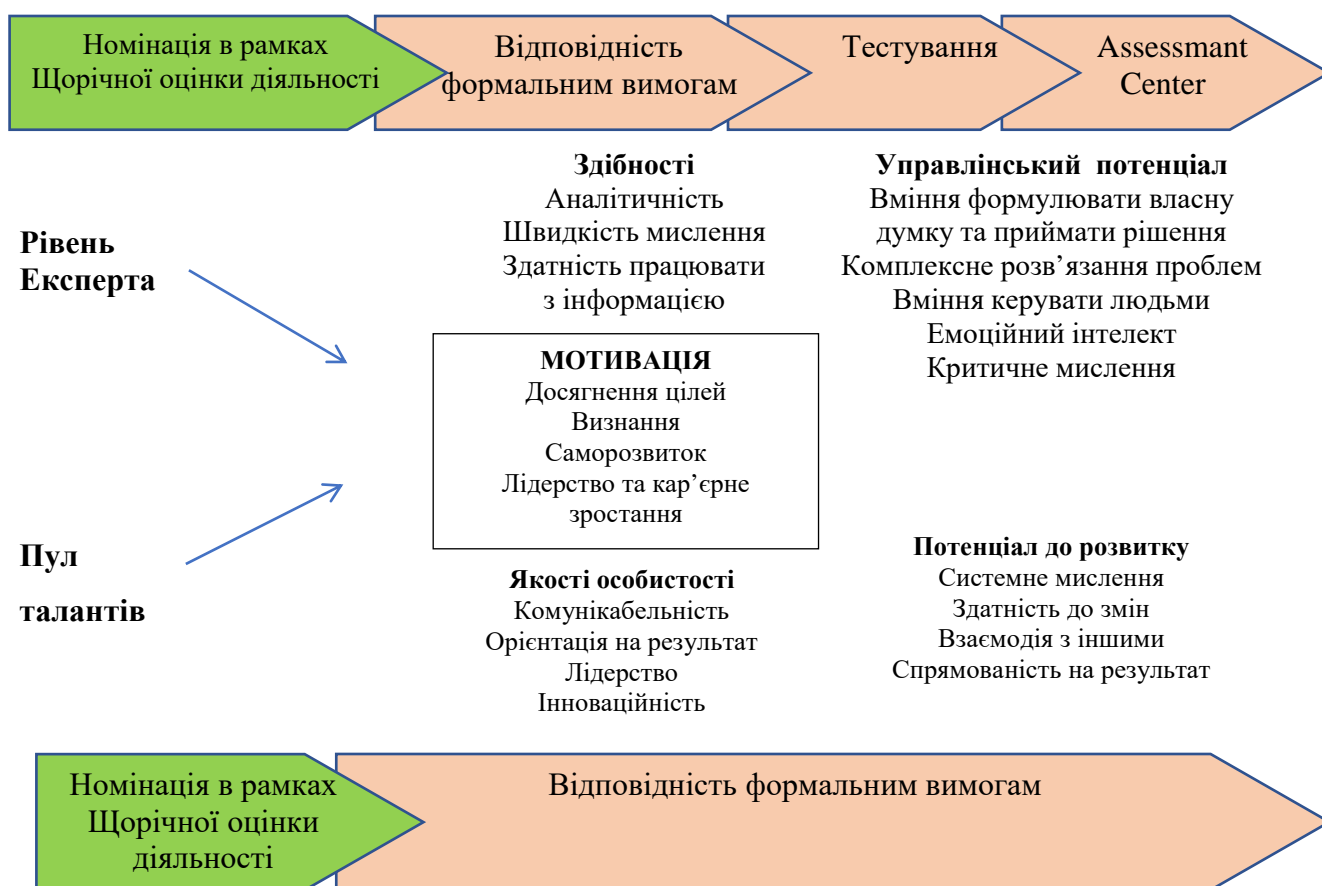 Номінація в рамках
Щорічної оцінки діяльності
Відповідність
формальним вимогам
Тестування
Assessmant
Center
Рівень
Експерта
Здібності
Аналітичність
Швидкість мислення
Здатність працювати
з інформацією
Управлінський потенціал
Вміння формулювати власну
думку та приймати рішення
Комплексне розв’язання проблем
Вміння керувати людьми
Емоційний інтелект
Критичне мислення
МОТИВАЦІЯ
Досягнення цілей
Визнання
Саморозвиток
Лідерство та кар’єрне
зростання
Пул
талантів
Якості особистості
Комунікабельність
Орієнтація на результат
Лідерство
Інноваційність
Потенціал до розвитку
Системне мислення
Здатність до змін
Взаємодія з іншими
Спрямованість на результат
Номінація в рамках
Щорічної оцінки
діяльності
Відповідність формальним вимогам